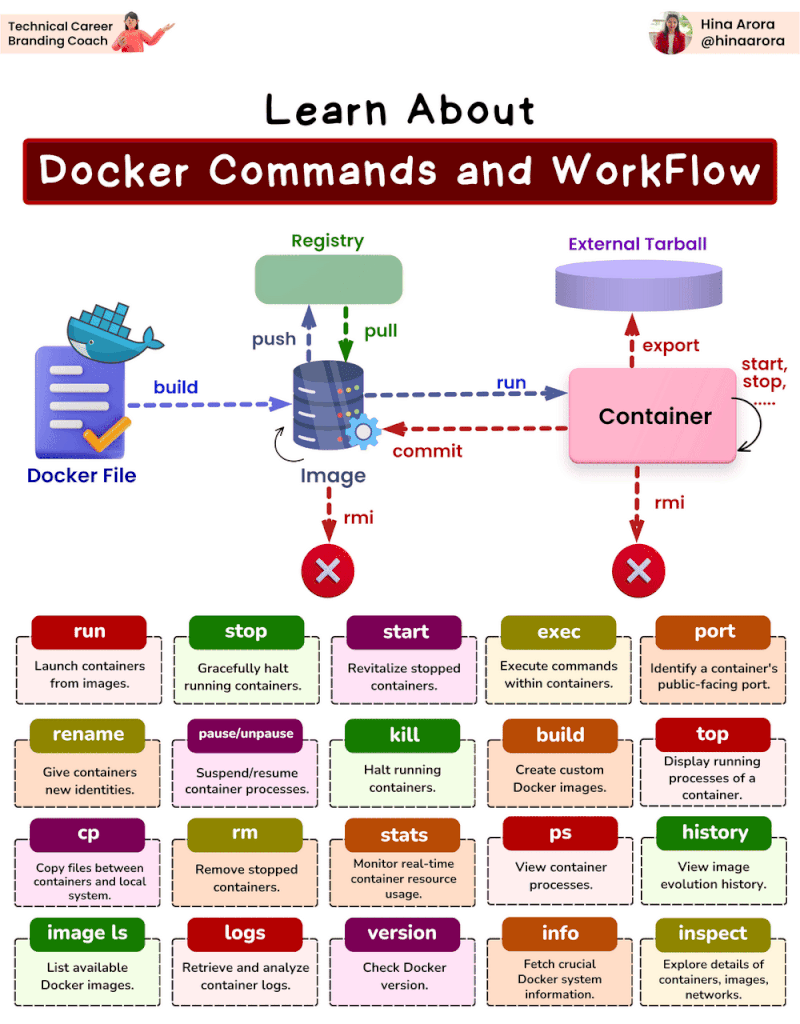 Technical Career
Branding Coach
Hina Arora
@hinaarora
Learn About
Docker Commands and WorkFlow
Registry
External Tarball
push
pull
export
start,
stop,
.....
build
run
Container
commit
Docker File
Image
rmi
rmi
run
Launch containers
from images.
stop
Gracefully halt
running containers.
start
Revitalize stopped
containers.
exec
Execute commands
within containers.
port
Identify a container's
public-facing port.
rename
Give containers
new identities.
pause/unpause
Suspend/resume
container processes.
kill
Halt running
containers.
build
Create custom
Docker images.
top
Display running
processes of a
container.
cp
Copy files between
containers and local
system.
rm
Remove stopped
containers.
stats
Monitor real-time
container resource
usage.
ps
View container
processes.
history
View image
evolution history.
image ls
List available
Docker images.
logs
Retrieve and analyze
container logs.
version
Check Docker
version.
info
Fetch crucial
Docker system
information.
inspect
Explore details of
containers, images,
networks.